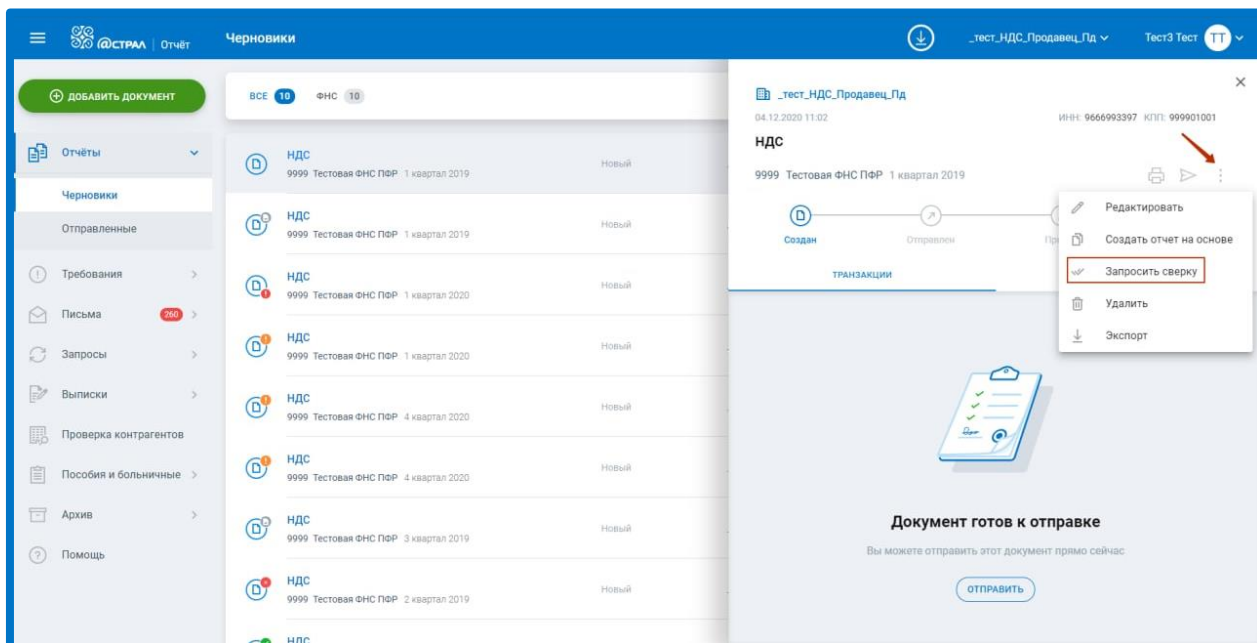 @СТРАЛ | Отчёт
Черновики
_тест_НДС_Продавец_Пд
Тест3 Тест ТТ
ДОБАВИТЬ ДОКУМЕНТ
Отчёты
Черновики
Отправленные
Требования
Письма 260
Запросы
Выписки
Проверка контрагентов
Пособия и больничные
Архив
Помощь
ВСЕ 10 ФНС 10
НДС
9999 Тестовая ФНС ПФР 1 квартал 2019
Новый
НДС
9999 Тестовая ФНС ПФР 1 квартал 2019
Новый
НДС
9999 Тестовая ФНС ПФР 1 квартал 2020
Новый
НДС
9999 Тестовая ФНС ПФР 1 квартал 2020
Новый
НДС
9999 Тестовая ФНС ПФР 4 квартал 2020
Новый
НДС
9999 Тестовая ФНС ПФР 4 квартал 2020
Новый
НДС
9999 Тестовая ФНС ПФР 3 квартал 2019
Новый
НДС
9999 Тестовая ФНС ПФР 2 квартал 2019
Новый
НДС
_тест_НДС_Продавец_Пд
04.12.2020 11:02
ИНН: 9666993397 КПП: 999901001
НДС
9999 Тестовая ФНС ПФР 1 квартал 2019
Создан
Отправлен
ТРАНЗАКЦИИ
Редактировать
Создать отчет на основе
Запросить сверку
Удалить
Экспорт
Документ готов к отправке
Вы можете отправить этот документ прямо сейчас
ОТПРАВИТЬ